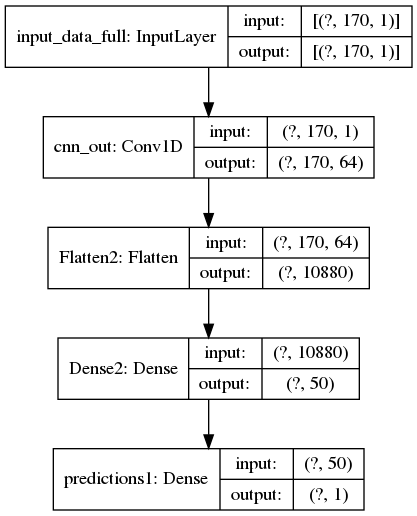 input_data_full: InputLayer
input: [(?, 170, 1)]
output: [(?, 170, 1)]
cnn_out: Conv1D
input: (?, 170, 1)
output: (?, 170, 64)
Flatten2: Flatten
input: (?, 170, 64)
output: (?, 10880)
Dense2: Dense
input: (?, 10880)
output: (?, 50)
predictions1: Dense
input: (?, 50)
output: (?, 1)